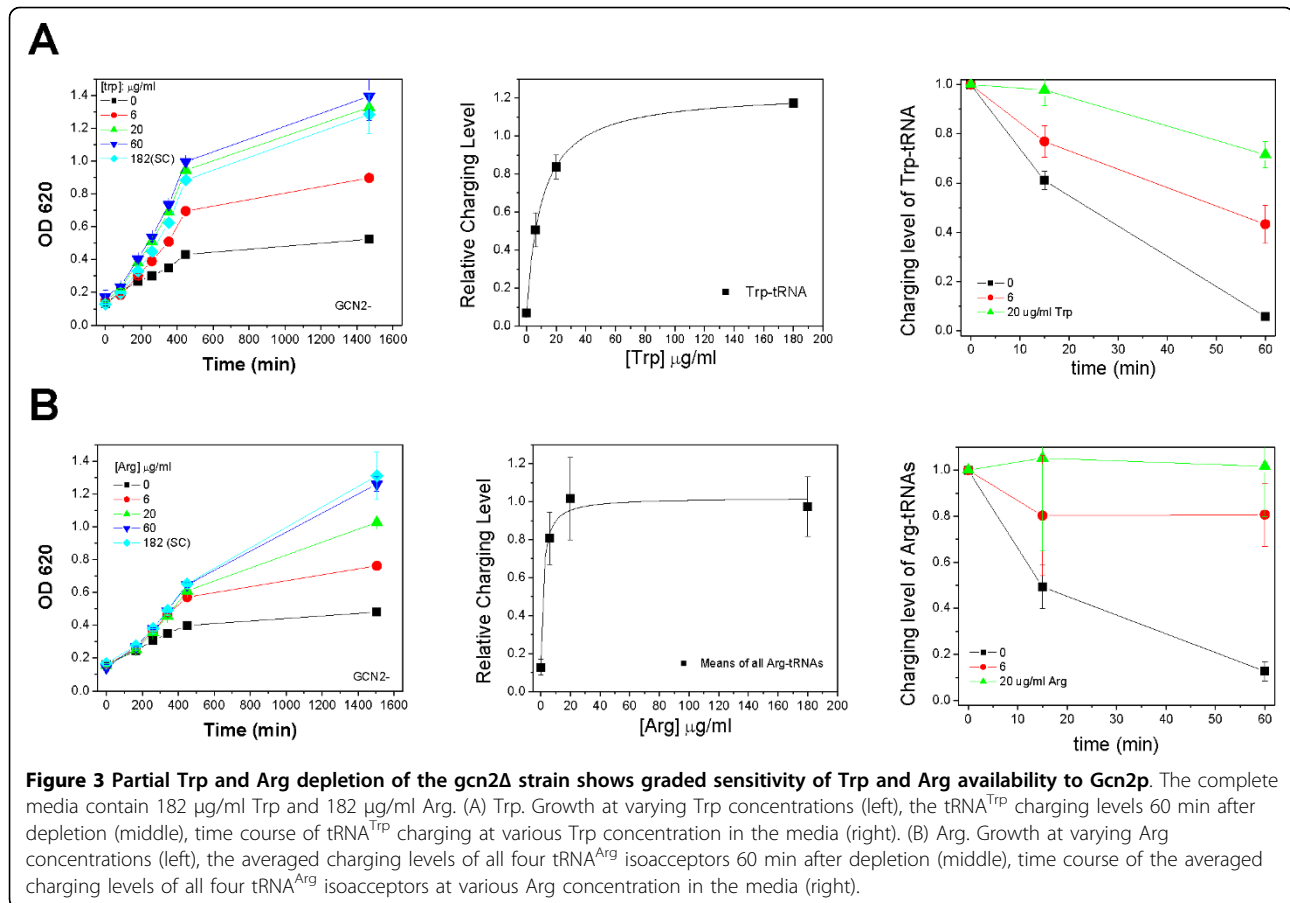 A
[trp]: μg/ml
0
6
20
60
182(SC)
GCN2-
OD 620
1.4
1.2
1.0
0.8
0.6
0.4
0.2
0.0
0 200 400 600 800 1000 1200 1400 1600
Time (min)
Relative Charging Level
1.2
1.0
0.8
0.6
0.4
0.2
0.0
Trp-tRNA
0 20 40 60 80 100 120 140 160 180 200
[Trp] μg/ml
Charging level of Trp-tRNA
1.0
0.8
0.6
0.4
0.2
0.0
0
6
20 ug/ml Trp
0 10 20 30 40 50 60
time (min)
B
[Arg] μg/ml
0
6
20
60
182 (SC)
GCN2-
OD 620
1.4
1.2
1.0
0.8
0.6
0.4
0.2
0.0
0 200 400 600 800 1000 1200 1400 1600
Time (min)
Relative Charging Level
1.2
1.0
0.8
0.6
0.4
0.2
0.0
Means of all Arg-tRNAs
0 20 40 60 80 100 120 140 160 180 200
[Arg] μg/ml
Charging level of Arg-tRNAs
1.0
0.8
0.6
0.4
0.2
0.0
0
6
20 ug/ml Arg
0 10 20 30 40 50 60
time (min)
Figure 3 Partial Trp and Arg depletion of the gcn2Δ strain shows graded sensitivity of Trp and Arg availability to Gcn2p. The complete
media contain 182 μg/ml Trp and 182 μg/ml Arg. (A) Trp. Growth at varying Trp concentrations (left), the tRNA^Trp charging levels 60 min after
depletion (middle), time course of tRNA^Trp charging at various Trp concentration in the media (right). (B) Arg. Growth at varying Arg
concentrations (left), the averaged charging levels of all four tRNA^Arg isoacceptors 60 min after depletion (middle), time course of the averaged
charging levels of all four tRNA^Arg isoacceptors at various Arg concentration in the media (right).